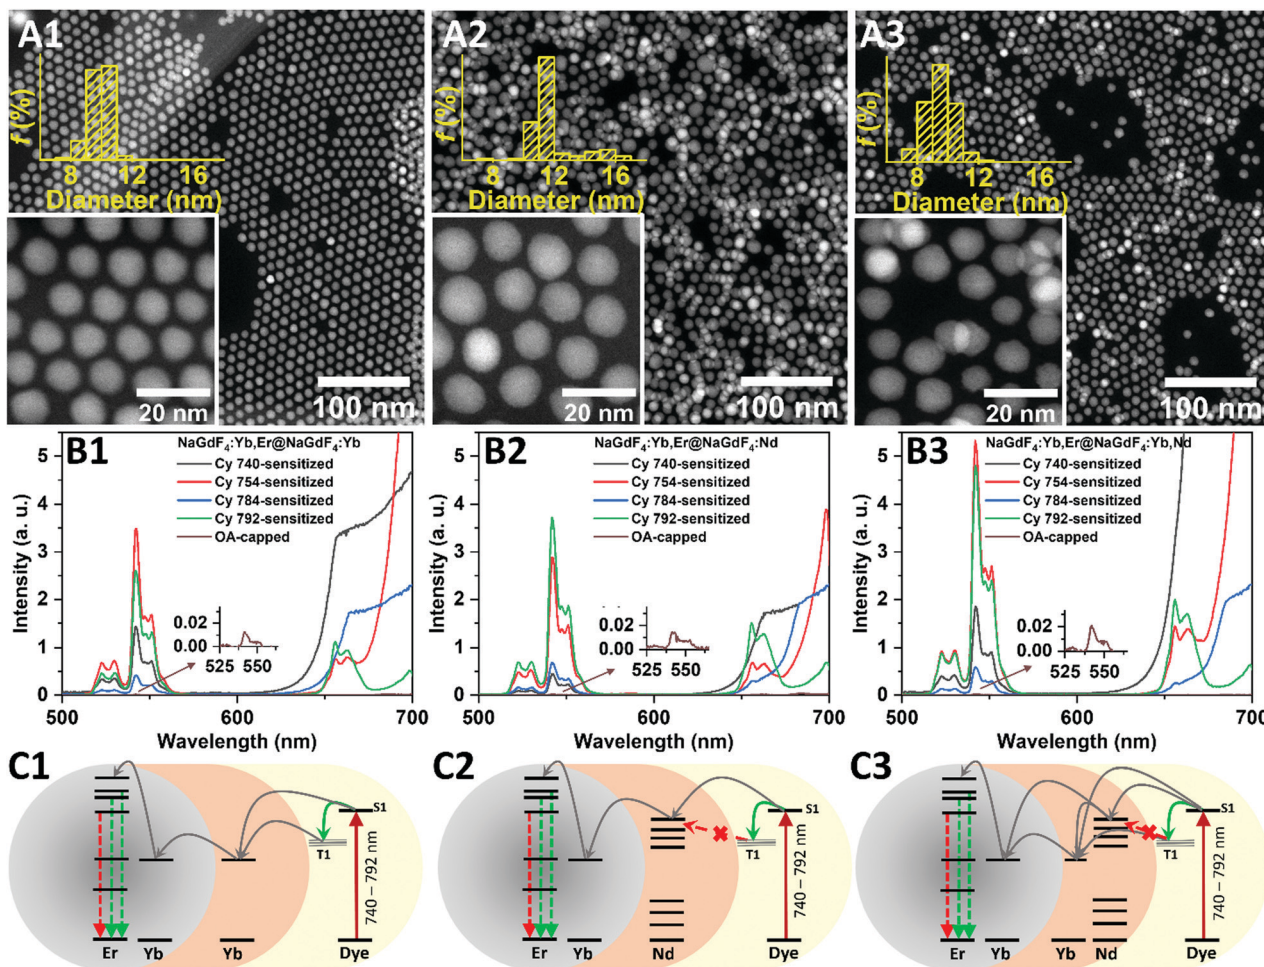 A1
f (%)
8 12 16
Diameter (nm)
20 nm
100 nm
A2
f (%)
8 12 16
Diameter (nm)
20 nm
100 nm
A3
f (%)
8 12 16
Diameter (nm)
20 nm
100 nm
B1
NaGdF4:Yb,Er@NaGdF4:Yb
Cy 740-sensitized
Cy 754-sensitized
Cy 784-sensitized
Cy 792-sensitized
OA-capped
Intensity (a. u.)
5
4
3
2
1
0
0.02
0.00
525 550
500 600 700
Wavelength (nm)
B2
NaGdF4:Yb,Er@NaGdF4:Nd
Cy 740-sensitized
Cy 754-sensitized
Cy 784-sensitized
Cy 792-sensitized
OA-capped
Intensity (a. u.)
5
4
3
2
1
0
0.02
0.00
525 550
500 600 700
Wavelength (nm)
B3
NaGdF4:Yb,Er@NaGdF4:Yb,Nd
Cy 740-sensitized
Cy 754-sensitized
Cy 784-sensitized
Cy 792-sensitized
OA-capped
Intensity (a. u.)
5
4
3
2
1
0
0.02
0.00
525 550
500 600 700
Wavelength (nm)
C1
S1
T1
740 – 792 nm
Er Yb Yb Dye
C2
S1
T1
740 – 792 nm
Er Yb Nd Dye
C3
S1
T1
740 – 792 nm
Er Yb Yb Nd Dye